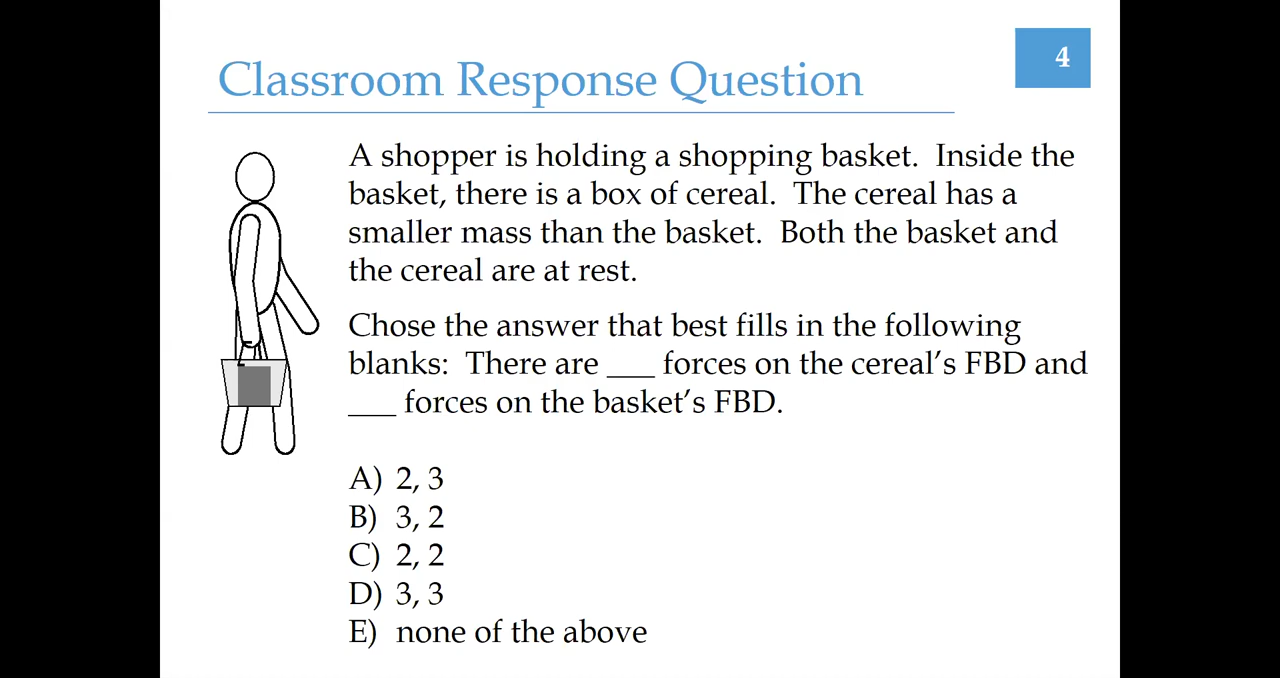 4
Classroom Response Question
A shopper is holding a shopping basket. Inside the
basket, there is a box of cereal. The cereal has a
smaller mass than the basket. Both the basket and
the cereal are at rest.
Chose the answer that best fills in the following
blanks: There are ___ forces on the cereal's FBD and
___ forces on the basket's FBD.
A) 2, 3
B) 3, 2
C) 2, 2
D) 3, 3
E) none of the above